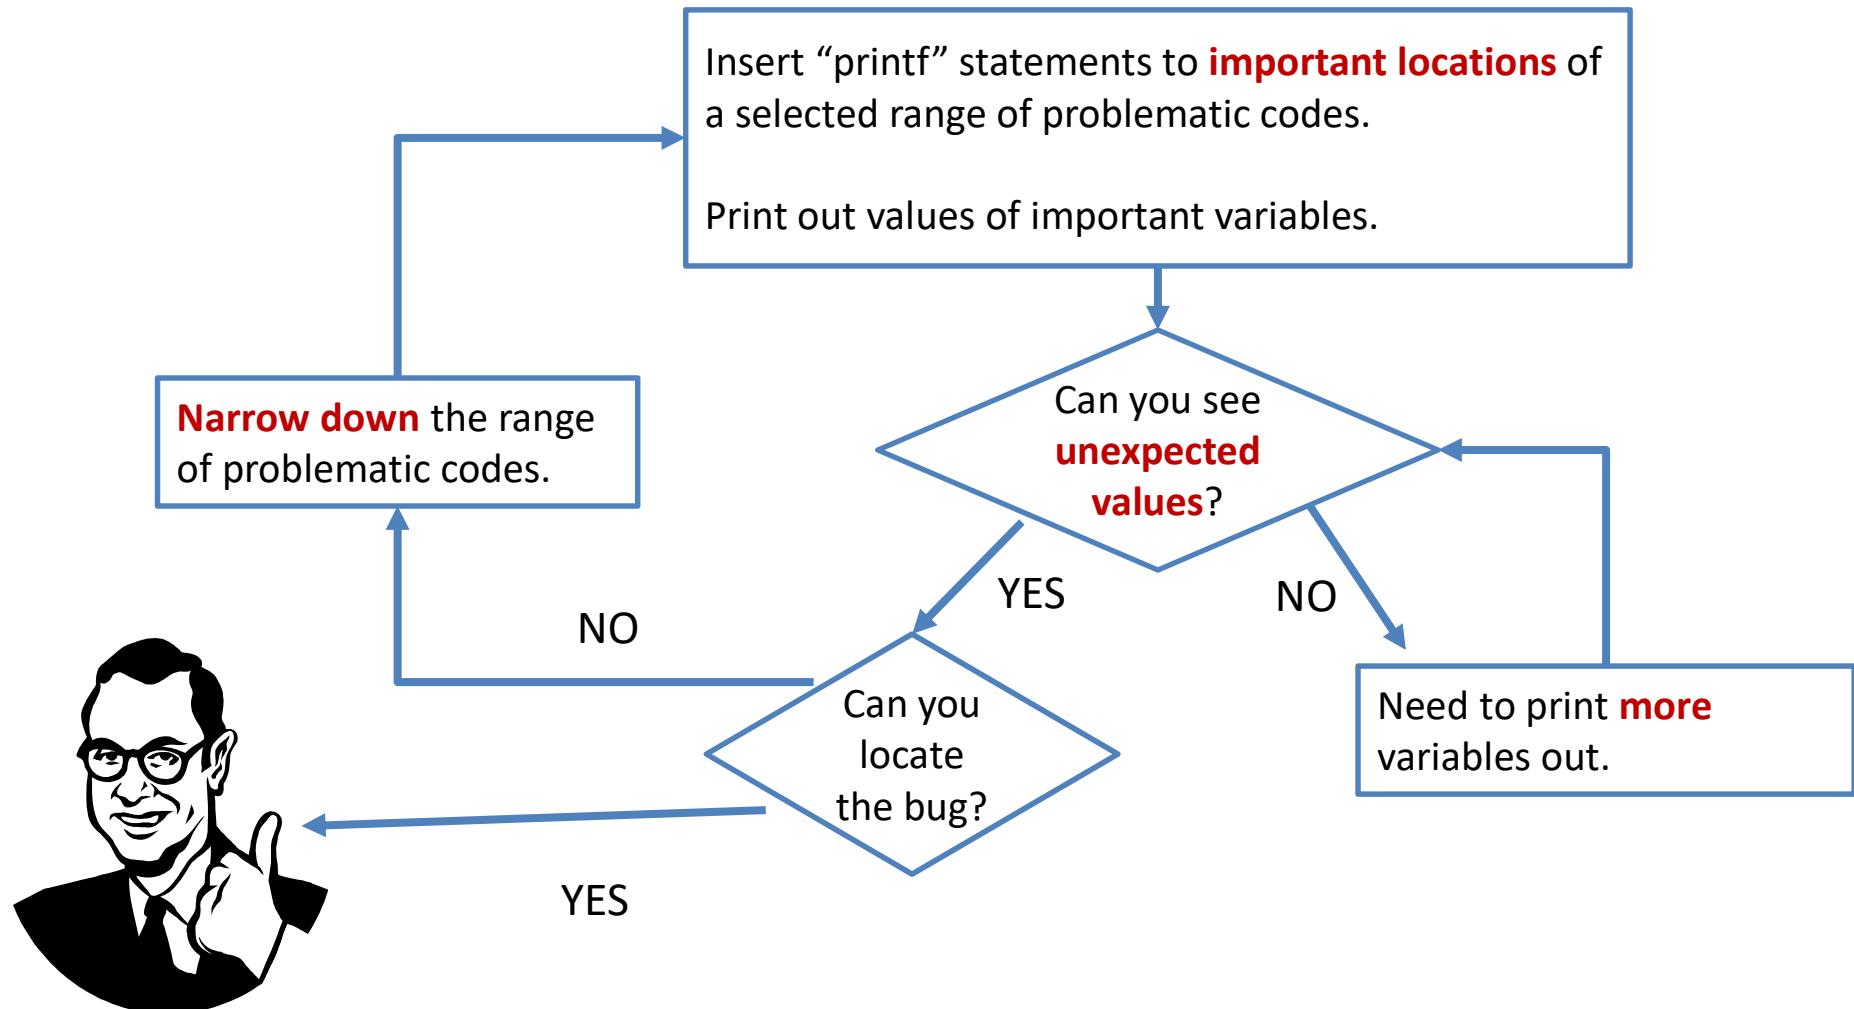 Insert “printf” statements to important locations of
a selected range of problematic codes.
Print out values of important variables.
Narrow down the range
of problematic codes.
Can you see
unexpected
values?
YES
NO
NO
Can you
locate
the bug?
Need to print more
variables out.
YES